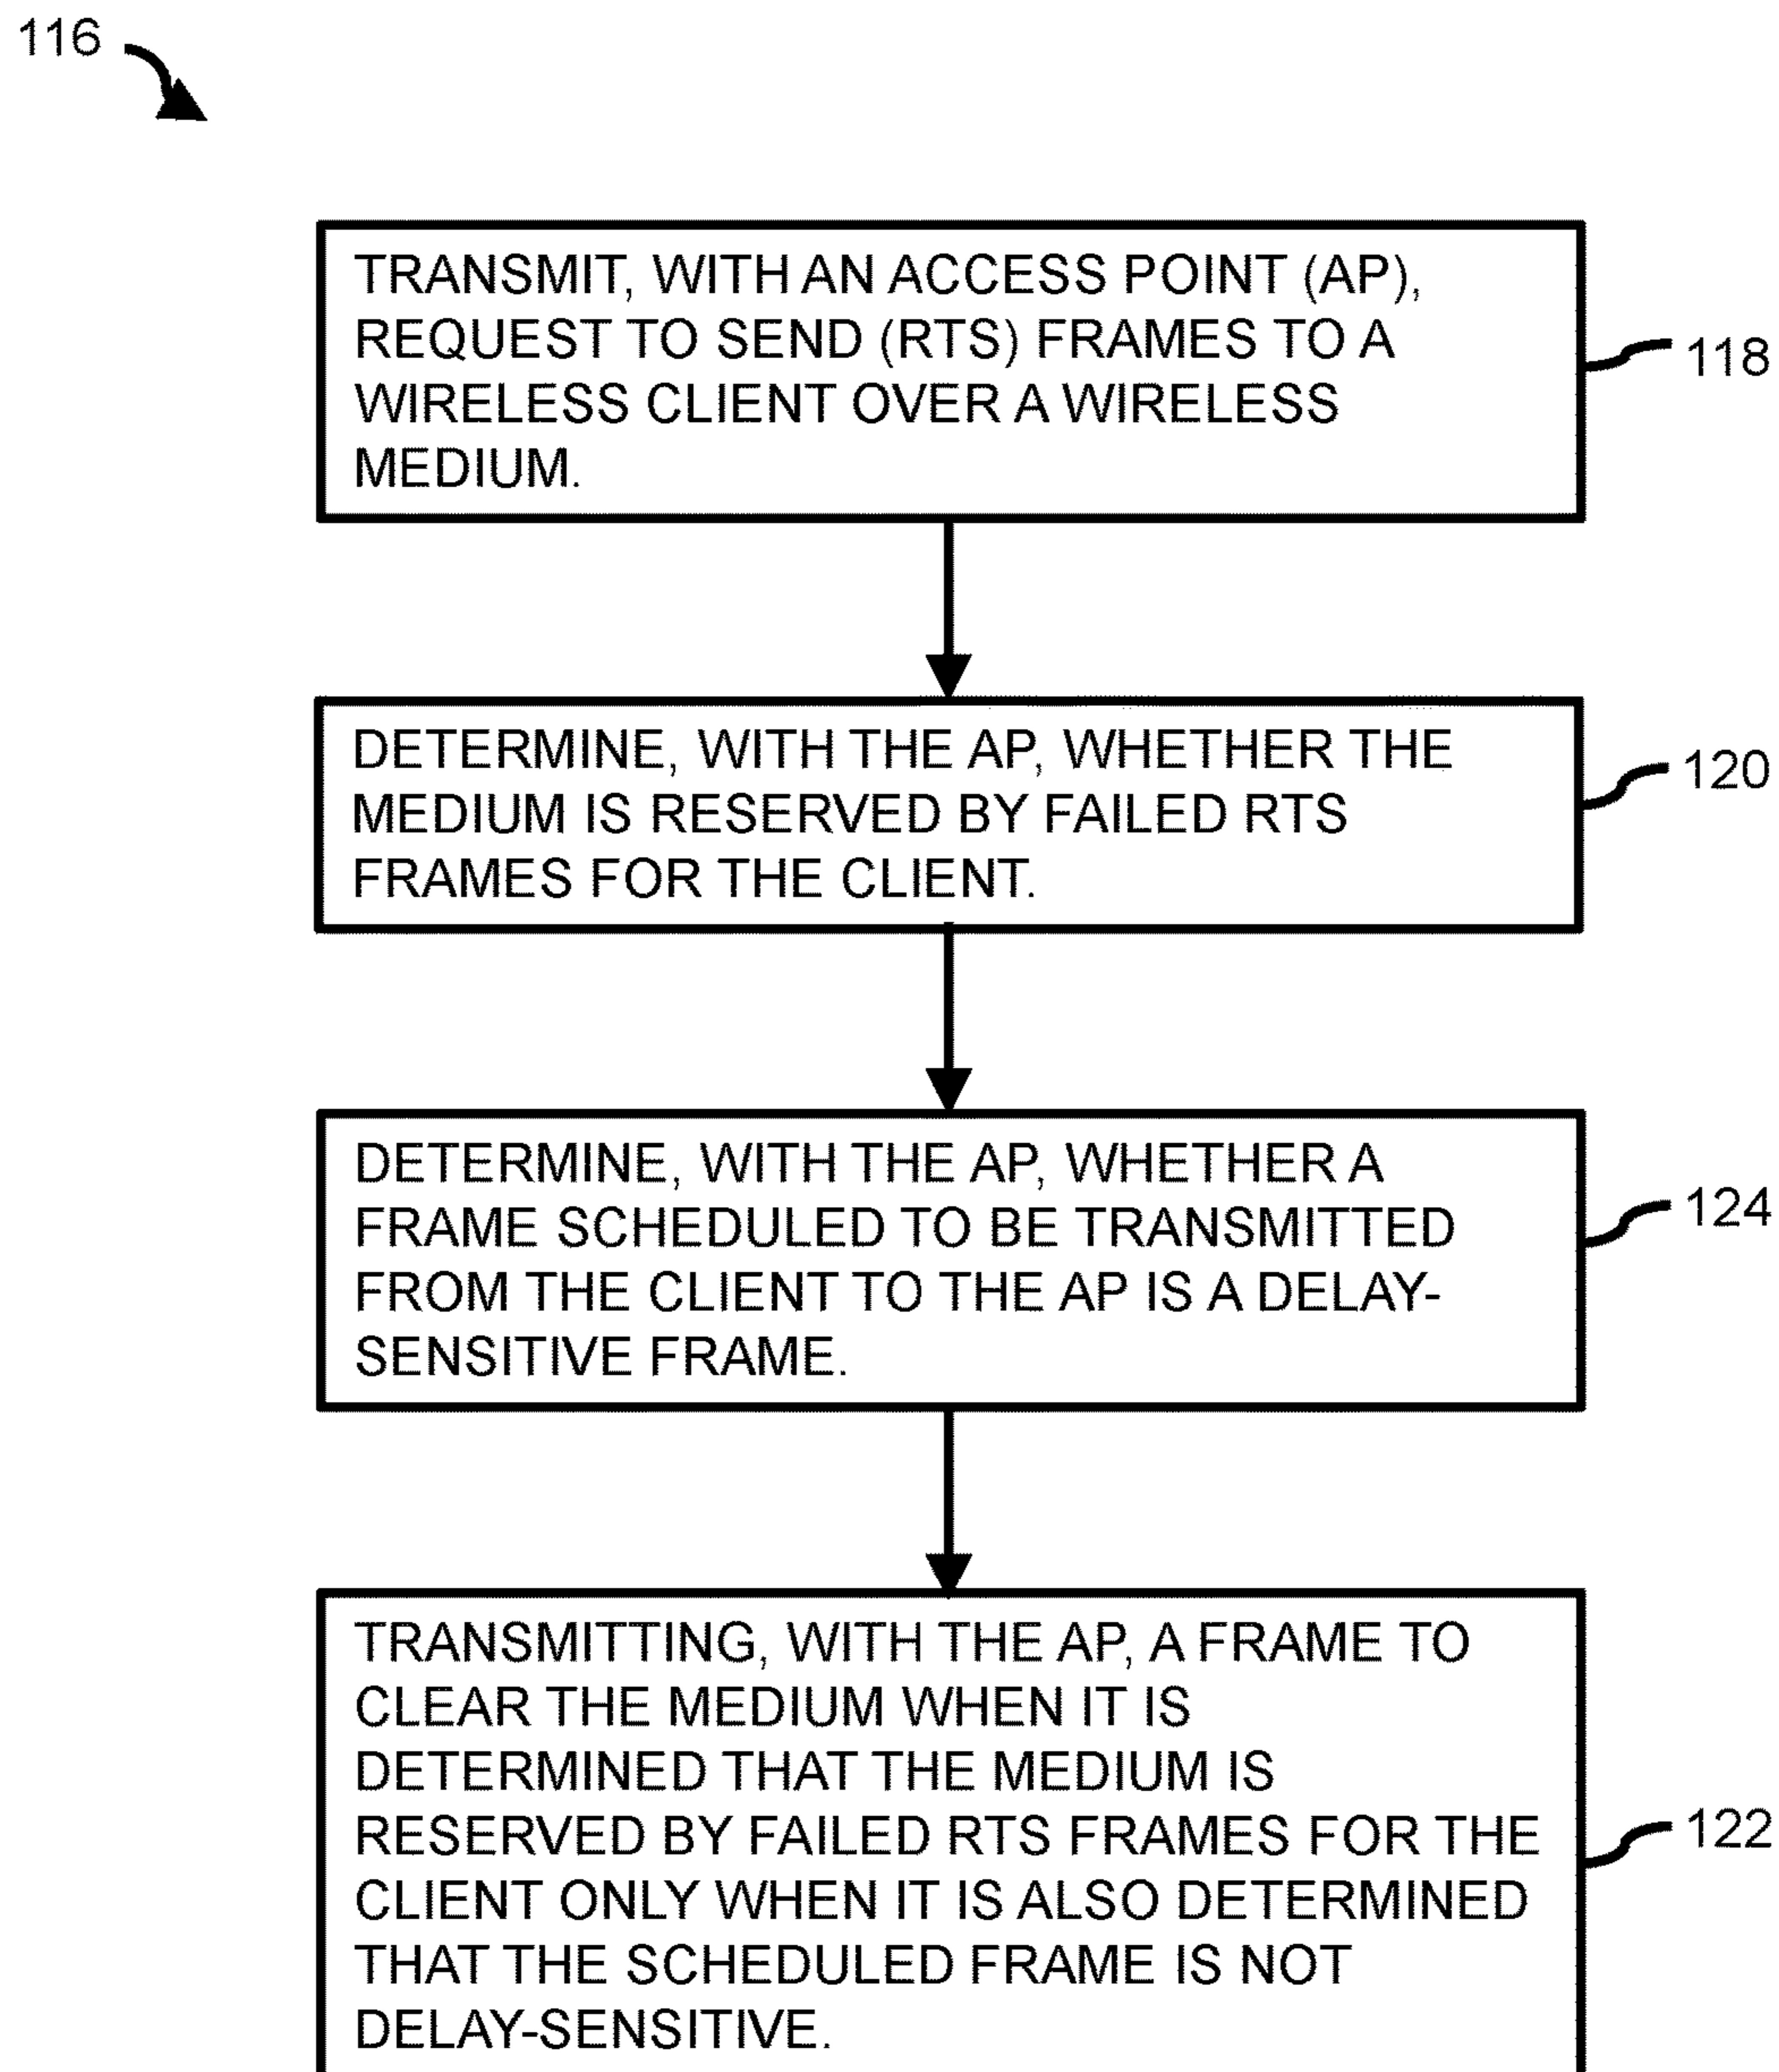 116
TRANSMIT, WITH AN ACCESS POINT (AP),
REQUEST TO SEND (RTS) FRAMES TO A
WIRELESS CLIENT OVER A WIRELESS
MEDIUM.
118
DETERMINE, WITH THE AP, WHETHER THE
MEDIUM IS RESERVED BY FAILED RTS
FRAMES FOR THE CLIENT.
120
DETERMINE, WITH THE AP, WHETHER A
FRAME SCHEDULED TO BE TRANSMITTED
FROM THE CLIENT TO THE AP IS A DELAY-
SENSITIVE FRAME.
124
TRANSMITTING, WITH THE AP, A FRAME TO
CLEAR THE MEDIUM WHEN IT IS
DETERMINED THAT THE MEDIUM IS
RESERVED BY FAILED RTS FRAMES FOR THE
CLIENT ONLY WHEN IT IS ALSO DETERMINED
THAT THE SCHEDULED FRAME IS NOT
DELAY-SENSITIVE.
122